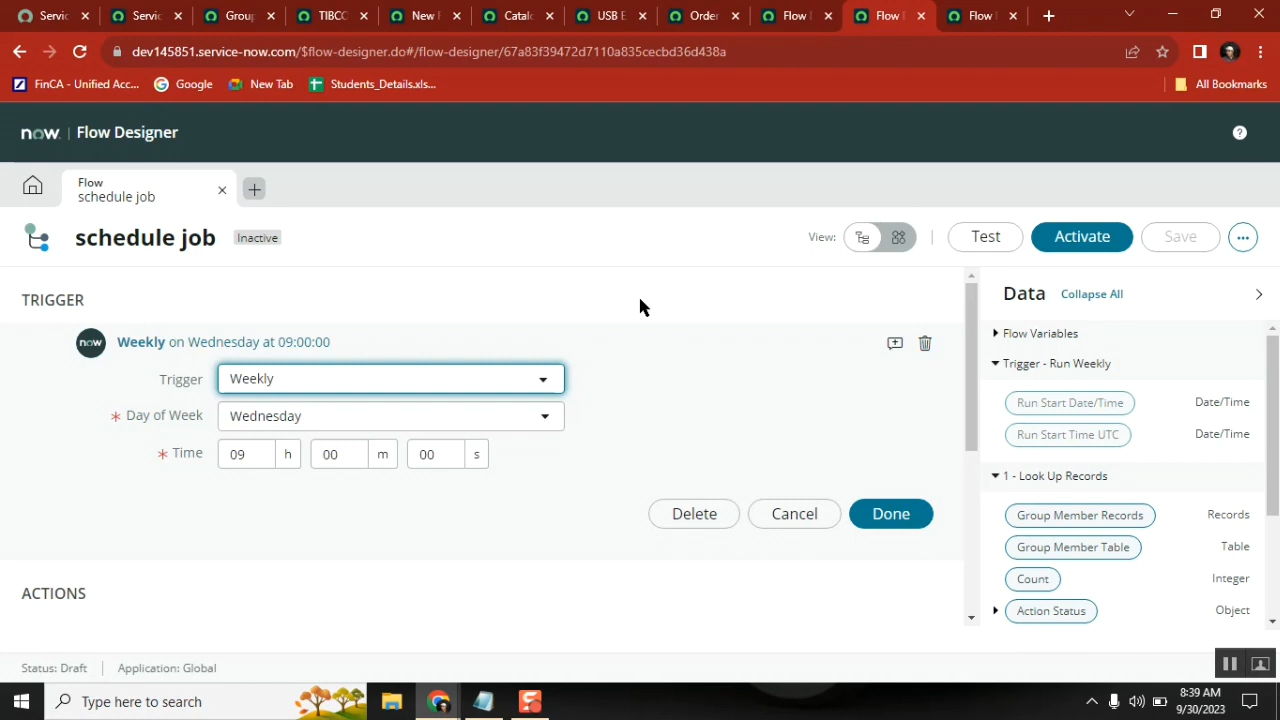 Servic
Servic
Group
TIBCC
New F
Catalo
USB E
Order
Flow I
Flow I
Flow I
dev145851.service-now.com/$flow-designer.do#/flow-designer/67a83f39472d7110a835cecbd36d438a
FinCA - Unified Acc...
Google
New Tab
Students_Details.xls...
All Bookmarks
now. | Flow Designer
Flow
schedule job
schedule job
Inactive
View:
Test
Activate
Save
TRIGGER
Weekly on Wednesday at 09:00:00
Trigger
Weekly
* Day of Week
Wednesday
* Time
09 h 00 m 00 s
Delete
Cancel
Done
ACTIONS
Data
Collapse All
Flow Variables
Trigger - Run Weekly
Run Start Date/Time Date/Time
Run Start Time UTC Date/Time
1 - Look Up Records
Group Member Records Records
Group Member Table Table
Count Integer
Action Status Object
Status: Draft | Application: Global
Type here to search
8:39 AM
9/30/2023